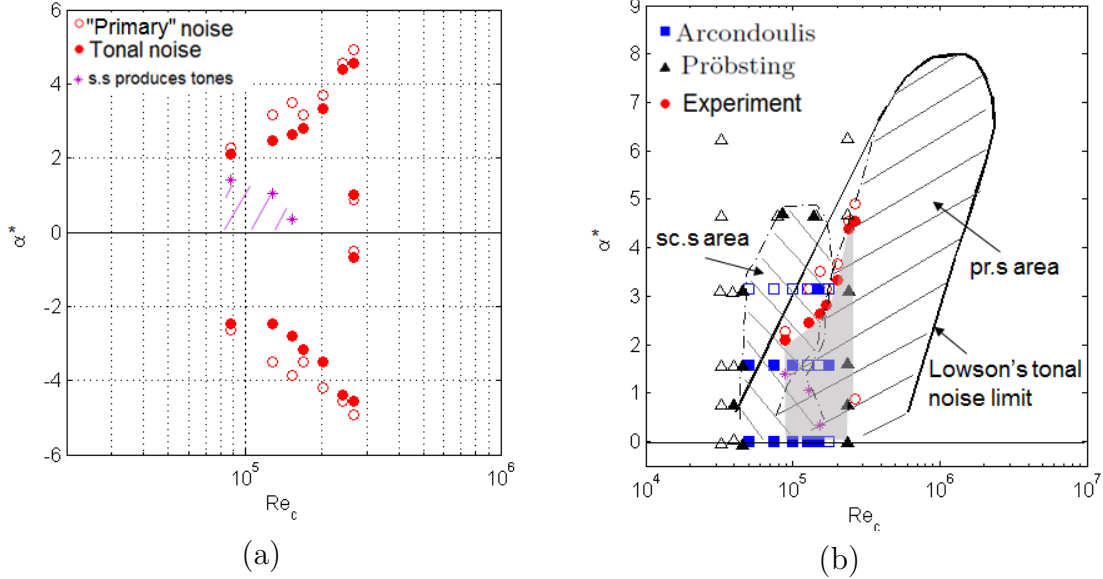 "Primary" noise
Tonal noise
s.s produces tones
6
4
2
0
-2
-4
-6
α*
10^5
10^6
Re_c
(a)
Arcondoulis
Pröbsting
Experiment
9
8
7
6
5
4
3
2
1
0
α*
sc.s area
pr.s area
Lowson's tonal
noise limit
10^4
10^5
10^6
10^7
Re_c
(b)